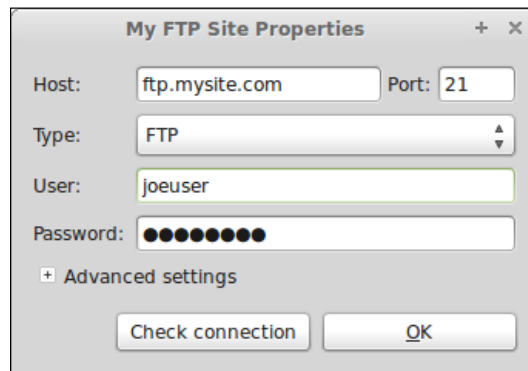 My FTP Site Properties
Host: ftp.mysite.com Port: 21
Type: FTP
User: joeuser
Password: ●●●●●●●●
Advanced settings
Check connection OK